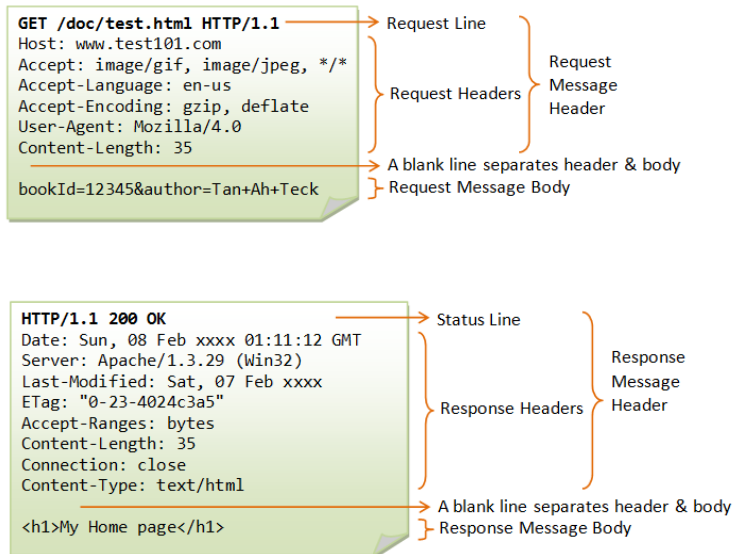 GET /doc/test.html HTTP/1.1
Request Line
Host: www.test101.com
Accept: image/gif, image/jpeg, */*
Accept-Language: en-us
Accept-Encoding: gzip, deflate
User-Agent: Mozilla/4.0
Content-Length: 35
Request Headers
Request
Message
Header
A blank line separates header & body
bookId=12345&author=Tan+Ah+Teck
Request Message Body
HTTP/1.1 200 OK
Status Line
Date: Sun, 08 Feb xxxx 01:11:12 GMT
Server: Apache/1.3.29 (Win32)
Last-Modified: Sat, 07 Feb xxxx
ETag: "0-23-4024c3a5"
Accept-Ranges: bytes
Content-Length: 35
Connection: close
Content-Type: text/html
Response Headers
Response
Message
Header
A blank line separates header & body
<h1>My Home page</h1>
Response Message Body